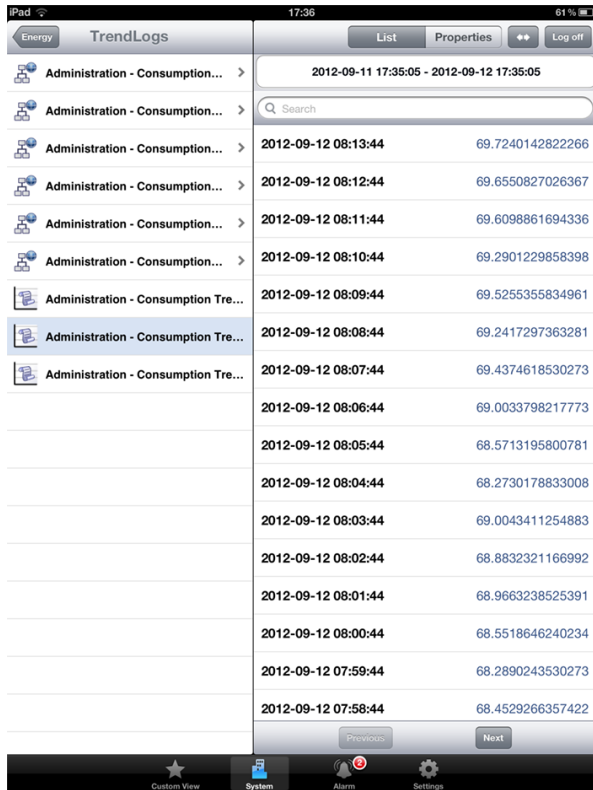 iPad 17:36 61%
Energy TrendLogs List Properties Log off
2012-09-11 17:35:05 - 2012-09-12 17:35:05
Search
Administration - Consumption...
Administration - Consumption...
Administration - Consumption...
Administration - Consumption...
Administration - Consumption...
Administration - Consumption...
Administration - Consumption Tre...
Administration - Consumption Tre...
Administration - Consumption Tre...
2012-09-12 08:13:44 69.7240142822266
2012-09-12 08:12:44 69.6550827026367
2012-09-12 08:11:44 69.6098861694336
2012-09-12 08:10:44 69.2901229858398
2012-09-12 08:09:44 69.5255355834961
2012-09-12 08:08:44 69.2417297363281
2012-09-12 08:07:44 69.4374618530273
2012-09-12 08:06:44 69.0033798217773
2012-09-12 08:05:44 68.5713195800781
2012-09-12 08:04:44 68.2730178833008
2012-09-12 08:03:44 69.0043411254883
2012-09-12 08:02:44 68.8832321166992
2012-09-12 08:01:44 68.9663238525391
2012-09-12 08:00:44 68.5518646240234
2012-09-12 07:59:44 68.2890243530273
2012-09-12 07:58:44 68.4529266357422
Previous Next
2
Custom View System Alarm Settings